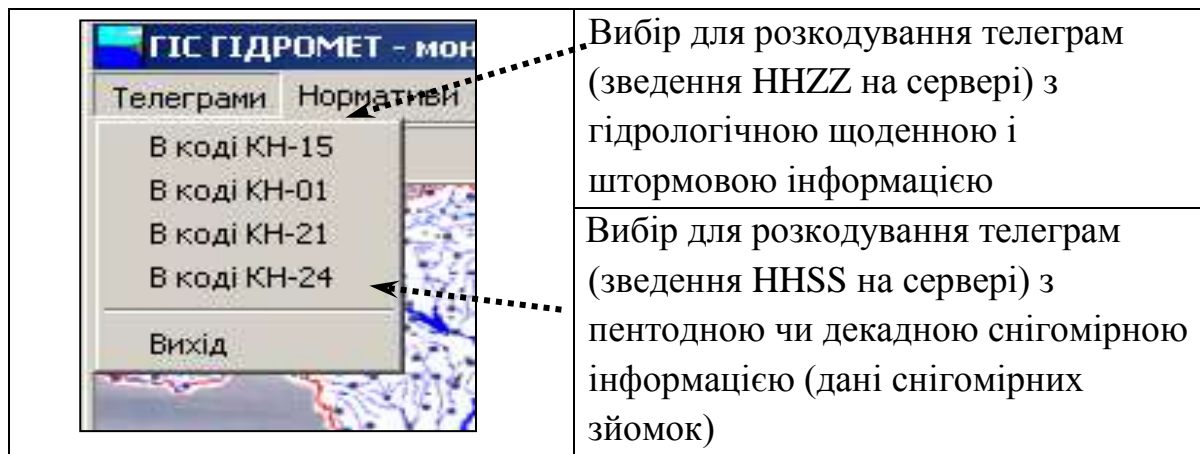 ГІС ГІДРОМЕТ - мон
Телеграми Нормативи
В коді КН-15
В коді КН-01
В коді КН-21
В коді КН-24
Вихід
Вибір для розкодування телеграм
(зведення HHZZ на сервері) з
гідрологічною щоденною і
штормовою інформацією
Вибір для розкодування телеграм
(зведення HHSS на сервері) з
пентодною чи декадною снігомірною
інформацією (дані снігомірних
зйомок)